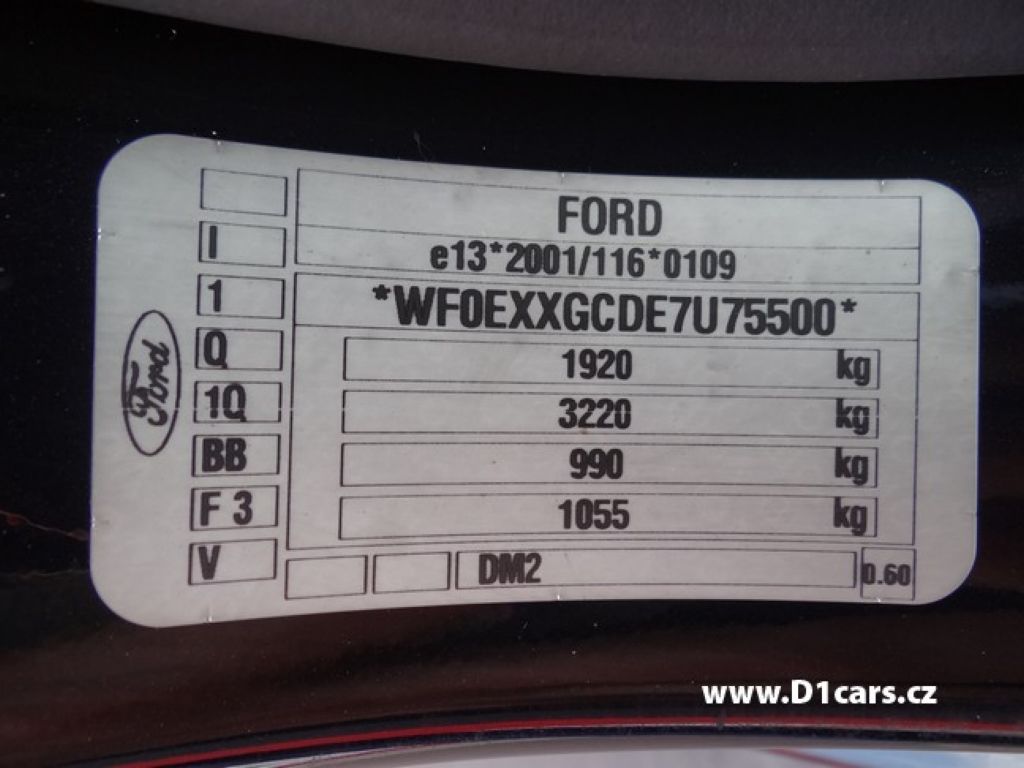 FORD
e13*2001/116*0109
*WF0EXXGCDE7U75500*
1920 kg
3220 kg
990 kg
1055 kg
I
1
Q
1Q
BB
F 3
V
DM2
0.60
Ford
www.D1cars.cz